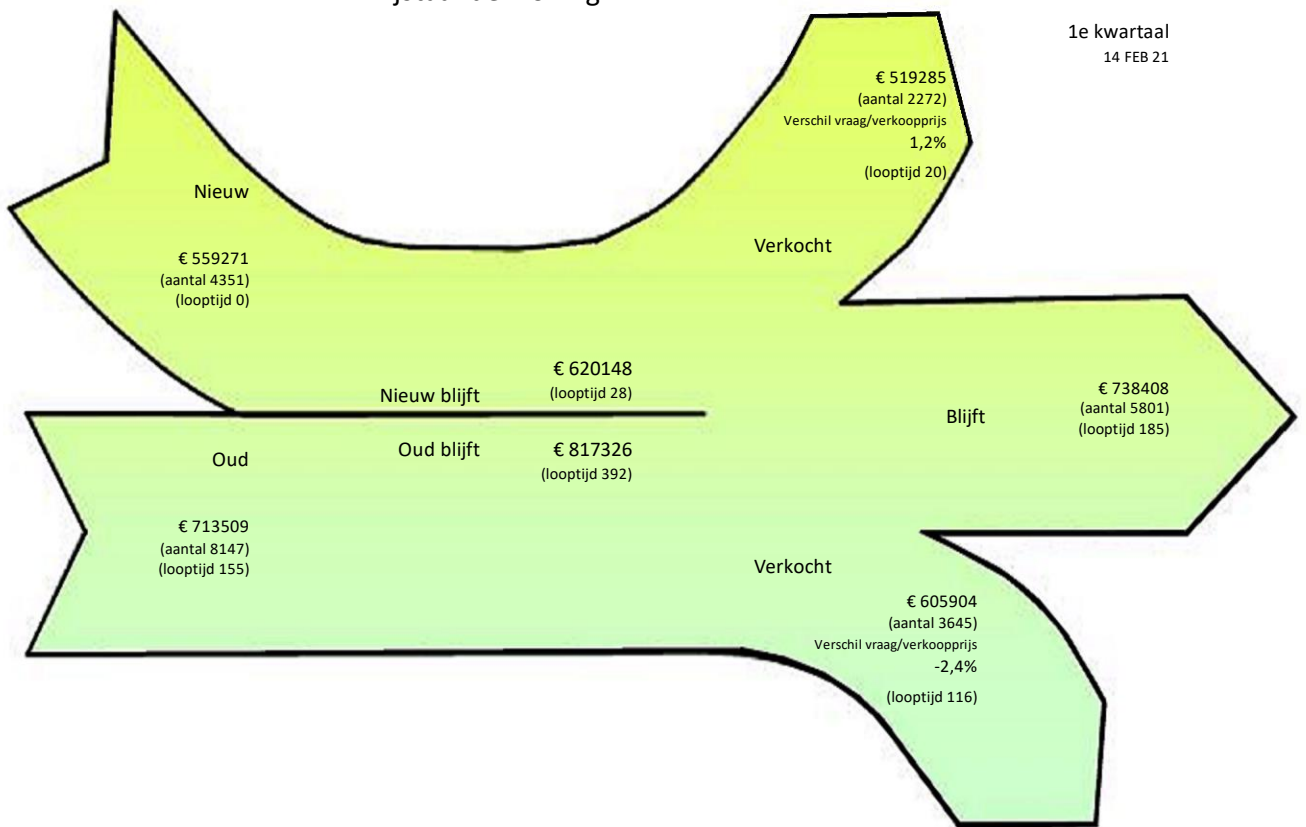 1e kwartaal
14 FEB 21
€ 519285
(aantal 2272)
Verschil vraag/verkoopprijs
1,2%
(looptijd 20)
Nieuw
€ 559271
(aantal 4351)
(looptijd 0)
Verkocht
€ 620148
(looptijd 28)
Nieuw blijft
€ 738408
(aantal 5801)
(looptijd 185)
Blijft
Oud blijft
€ 817326
(looptijd 392)
Oud
€ 713509
(aantal 8147)
(looptijd 155)
Verkocht
€ 605904
(aantal 3645)
Verschil vraag/verkoopprijs
-2,4%
(looptijd 116)